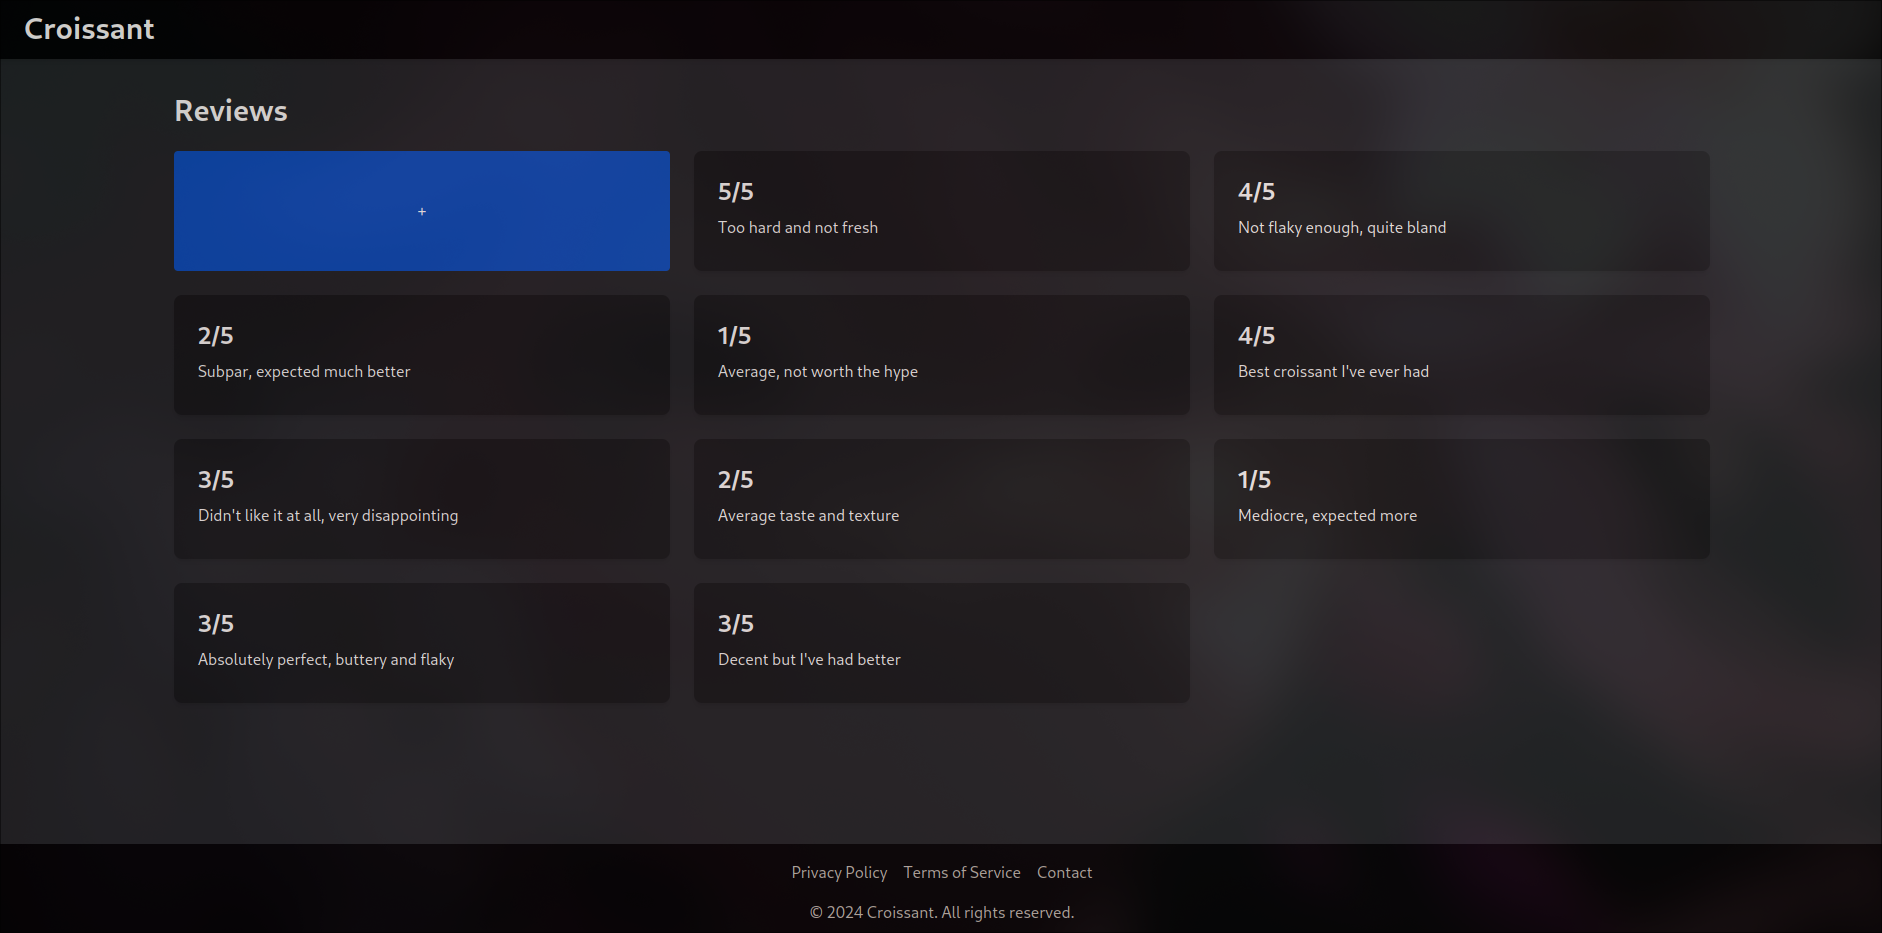 Croissant
Reviews
+
5/5
Too hard and not fresh
4/5
Not flaky enough, quite bland
2/5
Subpar, expected much better
1/5
Average, not worth the hype
4/5
Best croissant I've ever had
3/5
Didn't like it at all, very disappointing
2/5
Average taste and texture
1/5
Mediocre, expected more
3/5
Absolutely perfect, buttery and flaky
3/5
Decent but I've had better
Privacy Policy Terms of Service Contact
© 2024 Croissant. All rights reserved.